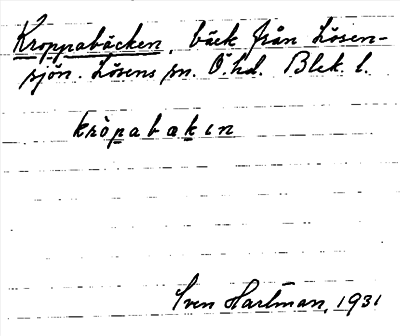 Kroppabäcken, bäck från Lösen-
sjön. Lösens sn. Ö. hd. Blek. l.
kròpabakın
Sven Hartman, 1931